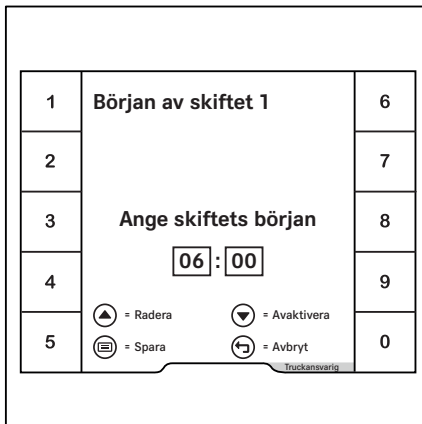 Början av skiftet 1
Ange skiftets början
06 : 00
= Radera = Avaktivera
= Spara = Avbryt
Truckansvarig
1
2
3
4
5
6
7
8
9
0